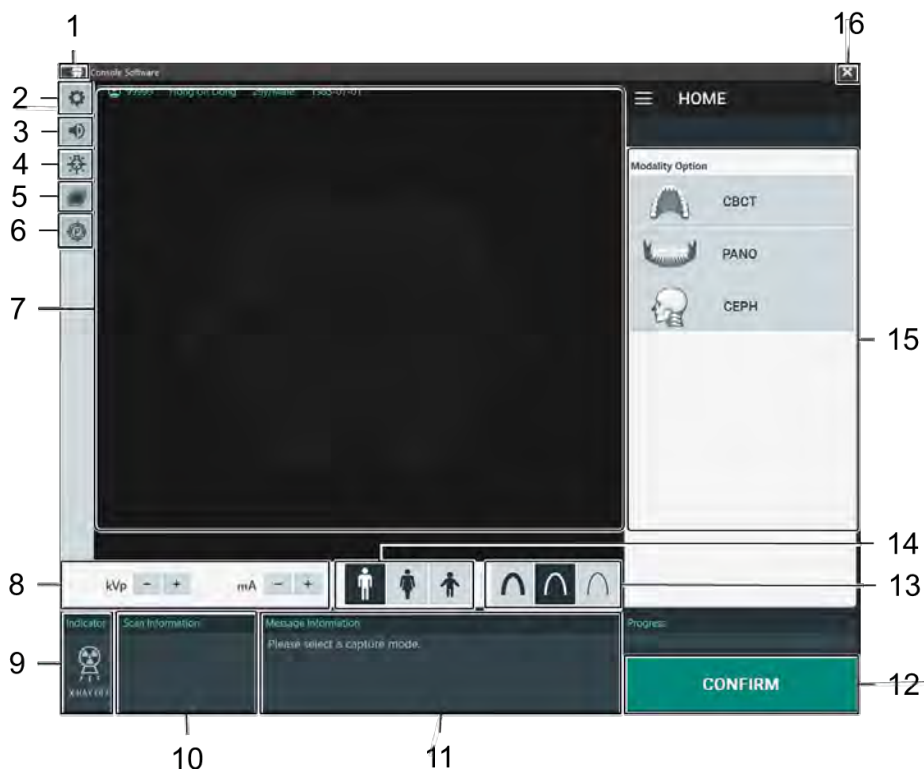 1
16
Console Software
2
HOME
3
Modality Option
4
5
CBCT
6
PANO
7
CEPH
15
14
8
kVp - + mA - +
13
Indicator
Scan Information
Message Information
Progress
Please select a capture mode.
9
CONFIRM
12
10
11